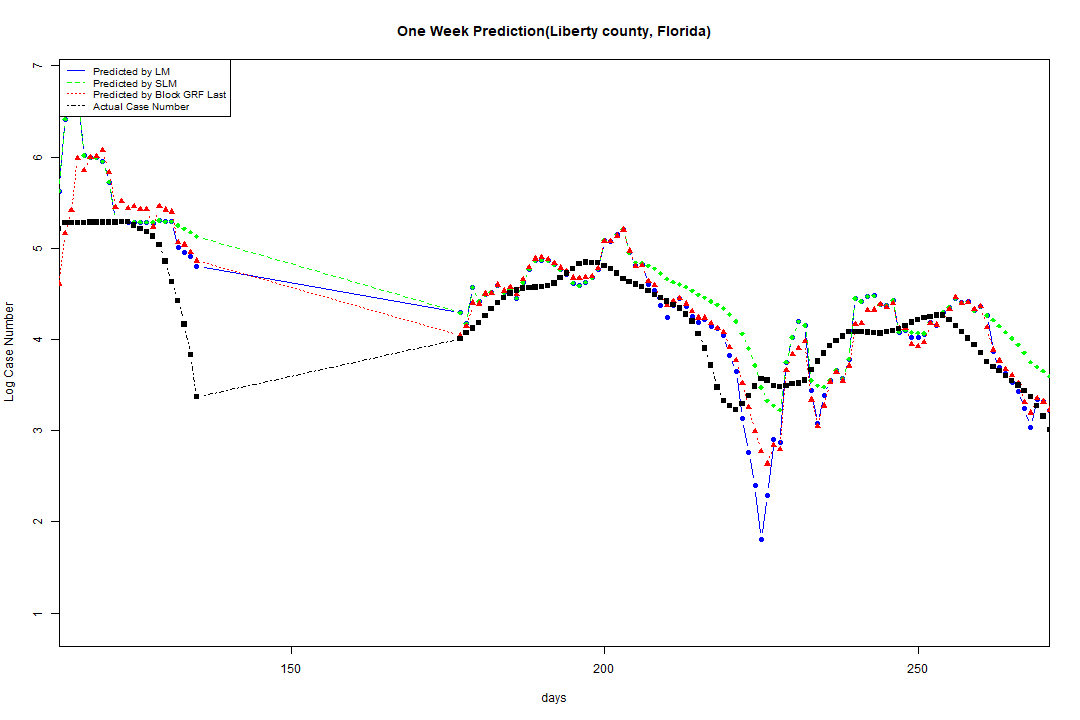 One Week Prediction(Liberty county, Florida)
Predicted by LM
Predicted by SLM
Predicted by Block GRF Last
Actual Case Number
Log Case Number
7
6
5
4
3
2
1
150
200
250
days